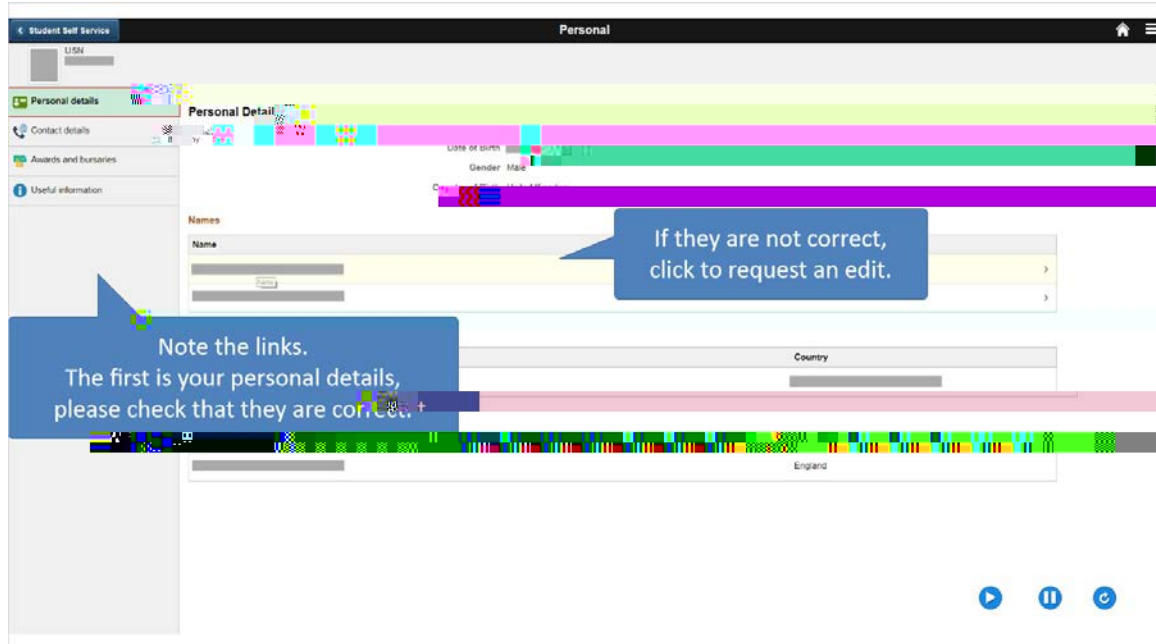 Student Self Service
Personal
USN
Personal details
Contact details
Awards and bursaries
Useful information
Personal Detail
Date of Birth
Gender Male
Names
Name
If they are not correct,
click to request an edit.
Name
Note the links.
The first is your personal details,
please check that they are correct.
Country
England